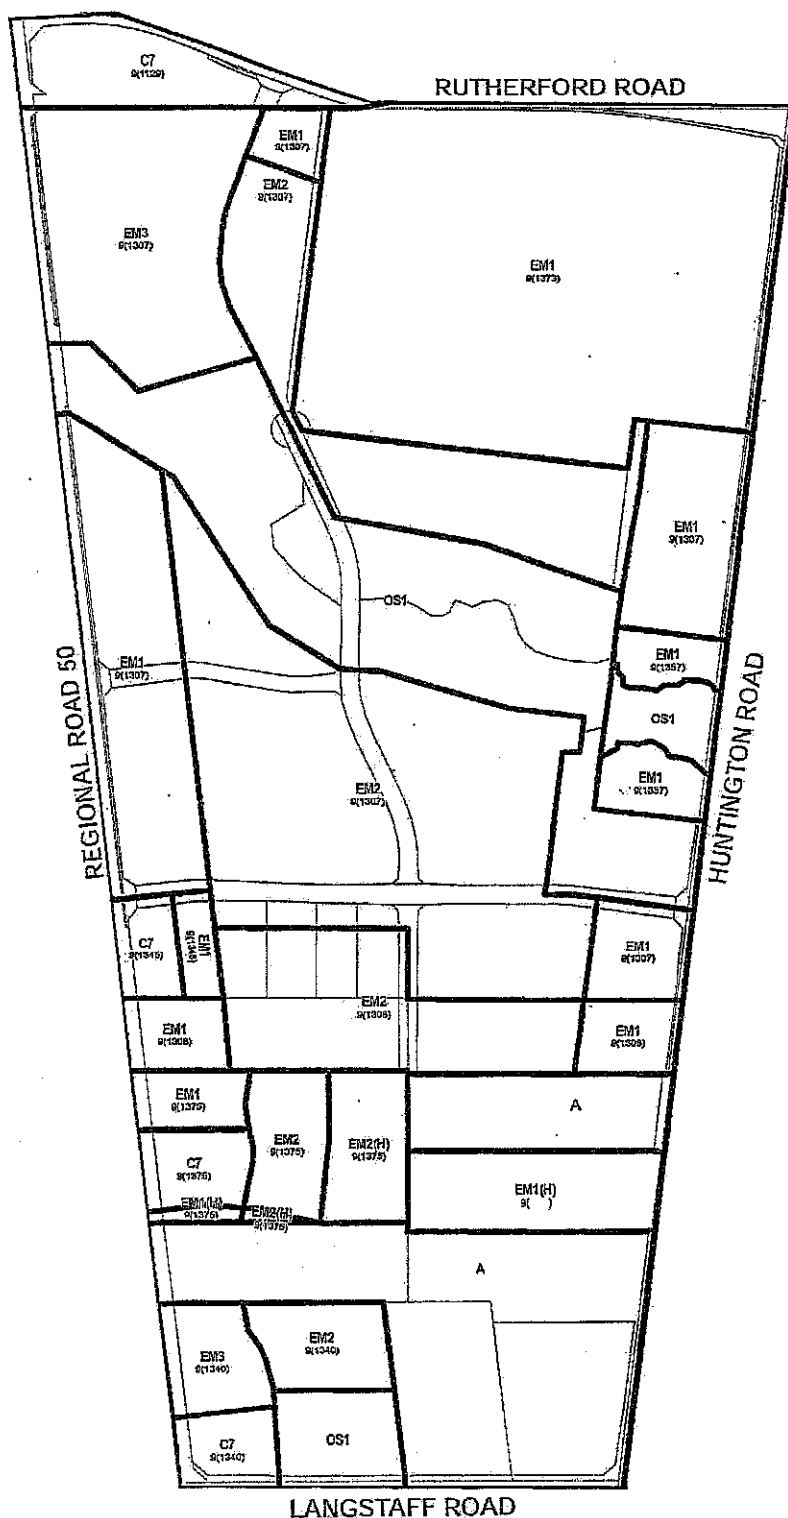 C7
9(1129)
RUTHERFORD ROAD
EM1
9(1307)
EM2
9(1307)
EM3
9(1307)
EM1
9(1373)
EM1
9(1307)
OS1
EM1
9(1357)
EM1
9(1307)
OS1
REGIONAL ROAD 50
HUNTINGTON ROAD
EM1
9(1357)
EM2
9(1307)
C7
9(1345)
EM1
EM1
9(1307)
EM2
9(1308)
EM1
9(1308)
EM1
EM1
9(1375)
A
EM2
9(1375)
EM2(H)
9(1375)
C7
9(1375)
EM1(H)
9( )
EM1(H)
9(1375)
EM2(H)
9(1375)
A
EM2
9(1340)
EM3
9(1340)
OS1
C7
9(1340)
LANGSTAFF ROAD